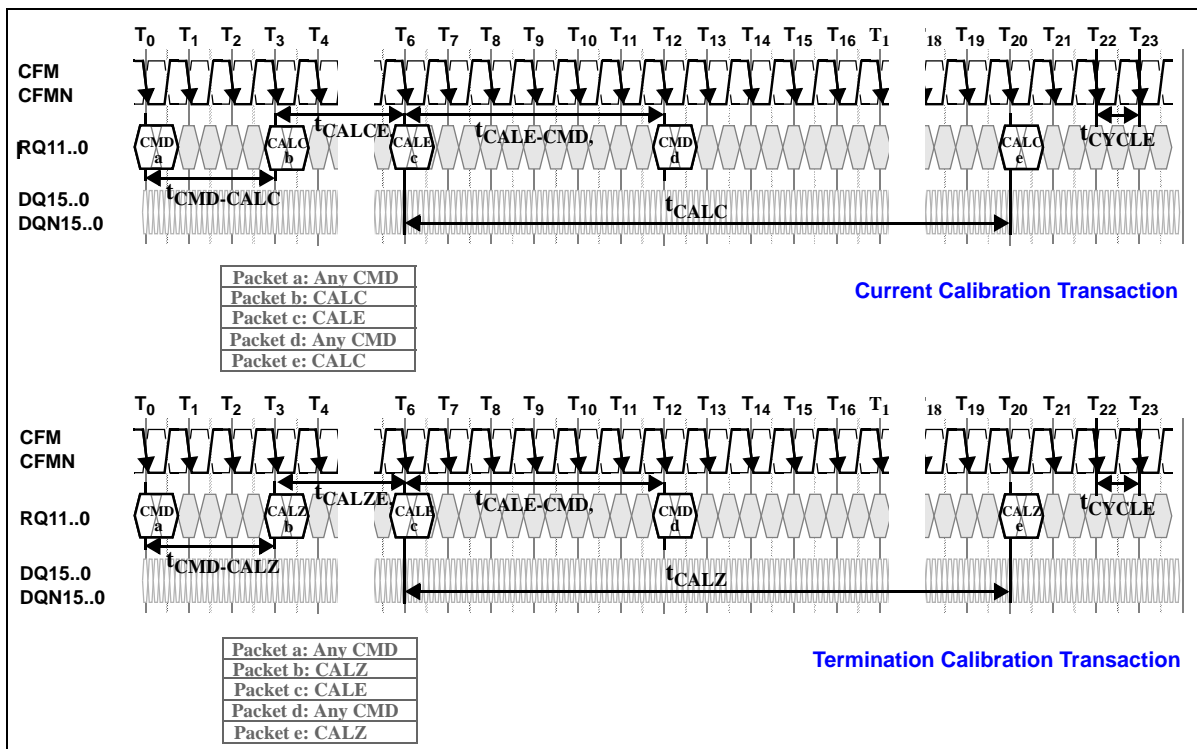 T0 T1 T2 T3 T4 T6 T7 T8 T9 T10 T11 T12 T13 T14 T15 T16 T1 18 T19 T20 T21 T22 T23
CFM
CFMN
tCALCE, tCALE-CMD, tCYCLE
RQ11..0
CMD a CALC b CALE c CMD d CALC e
tCMD-CALC tCALC
DQ15..0
DQN15..0
Packet a: Any CMD
Packet b: CALC
Packet c: CALE
Packet d: Any CMD
Packet e: CALC
Current Calibration Transaction
T0 T1 T2 T3 T4 T6 T7 T8 T9 T10 T11 T12 T13 T14 T15 T16 T1 18 T19 T20 T21 T22 T23
CFM
CFMN
tCALZE, tCALE-CMD, tCYCLE
RQ11..0
CMD a CALZ b CALE c CMD d CALZ e
tCMD-CALZ tCALZ
DQ15..0
DQN15..0
Packet a: Any CMD
Packet b: CALZ
Packet c: CALE
Packet d: Any CMD
Packet e: CALZ
Termination Calibration Transaction